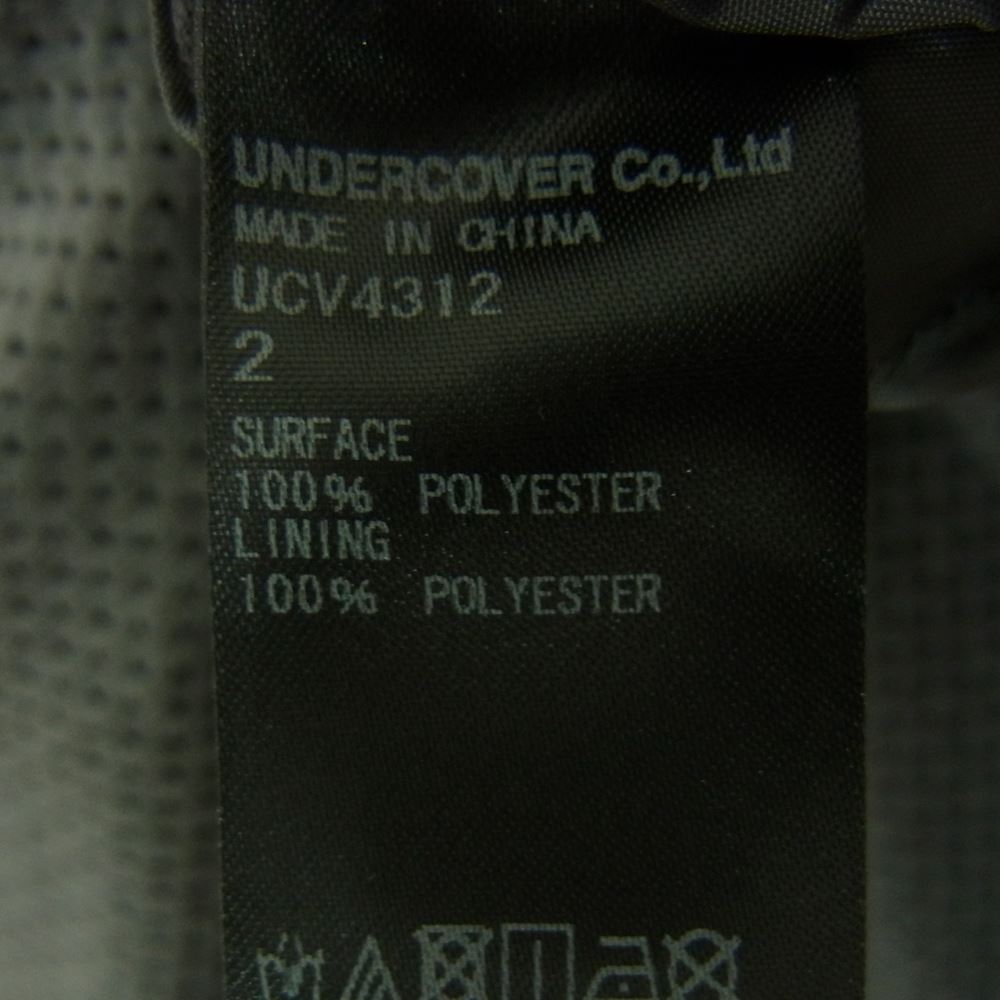 UNDERCOVER Co.,Ltd
MADE IN CHINA
UCV4312
2
SURFACE
100% POLYESTER
LINING
100% POLYESTER